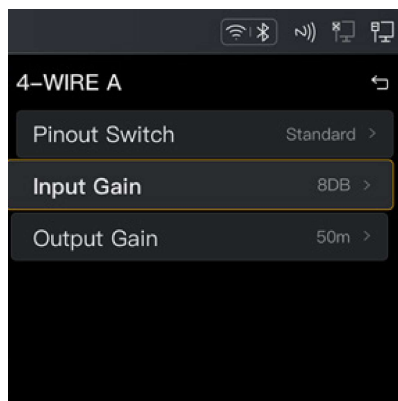 4-WIRE A
Pinout Switch Standard >
Input Gain 8DB >
Output Gain 50m >